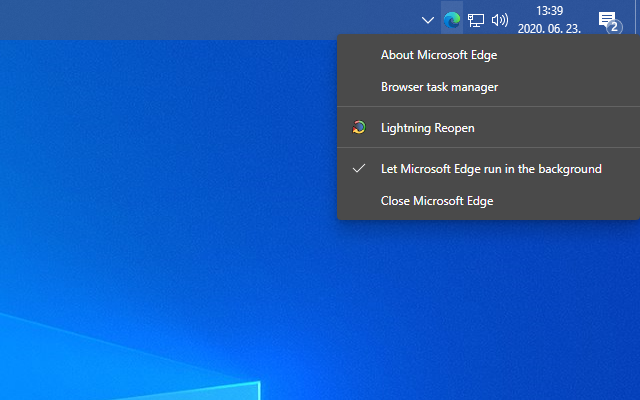 13:39
2020. 06. 23.
2
About Microsoft Edge
Browser task manager
Lightning Reopen
Let Microsoft Edge run in the background
Close Microsoft Edge